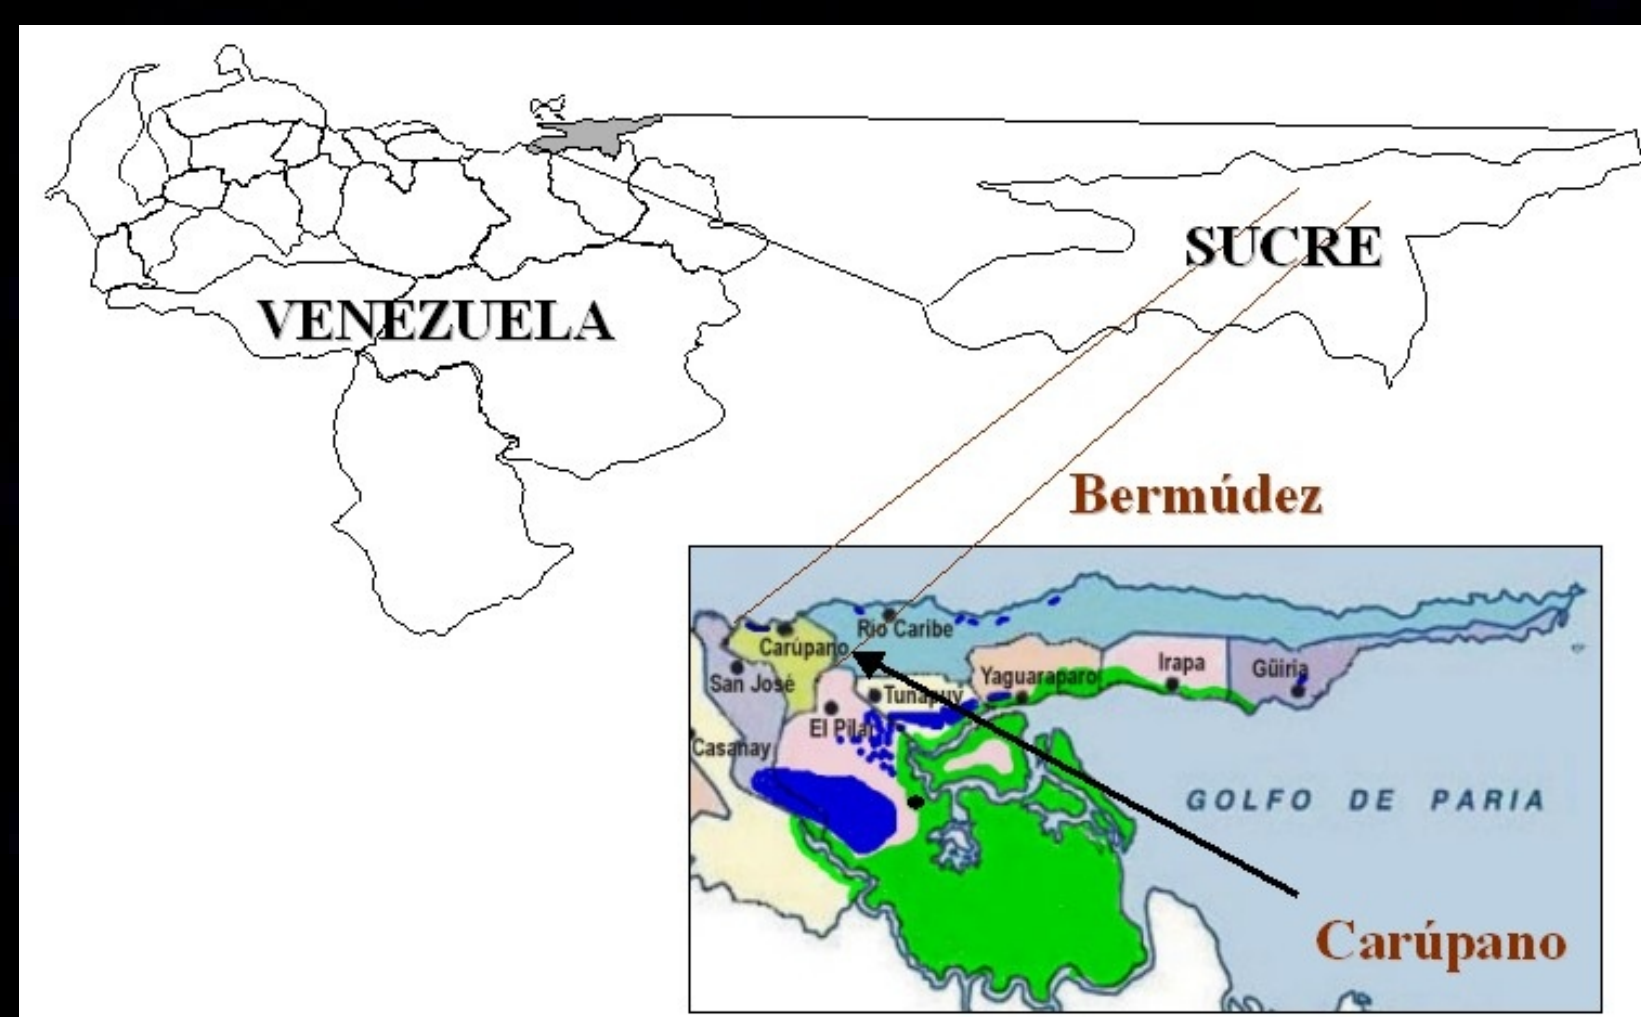 VENEZUELA
SUCRE
Bermúdez
Carúpano
Río Caribe
San José
Tunapuy
Yaguaraparo
Irapa
Güiria
El Pilar
Casanay
GOLFO DE PARIA
Carúpano